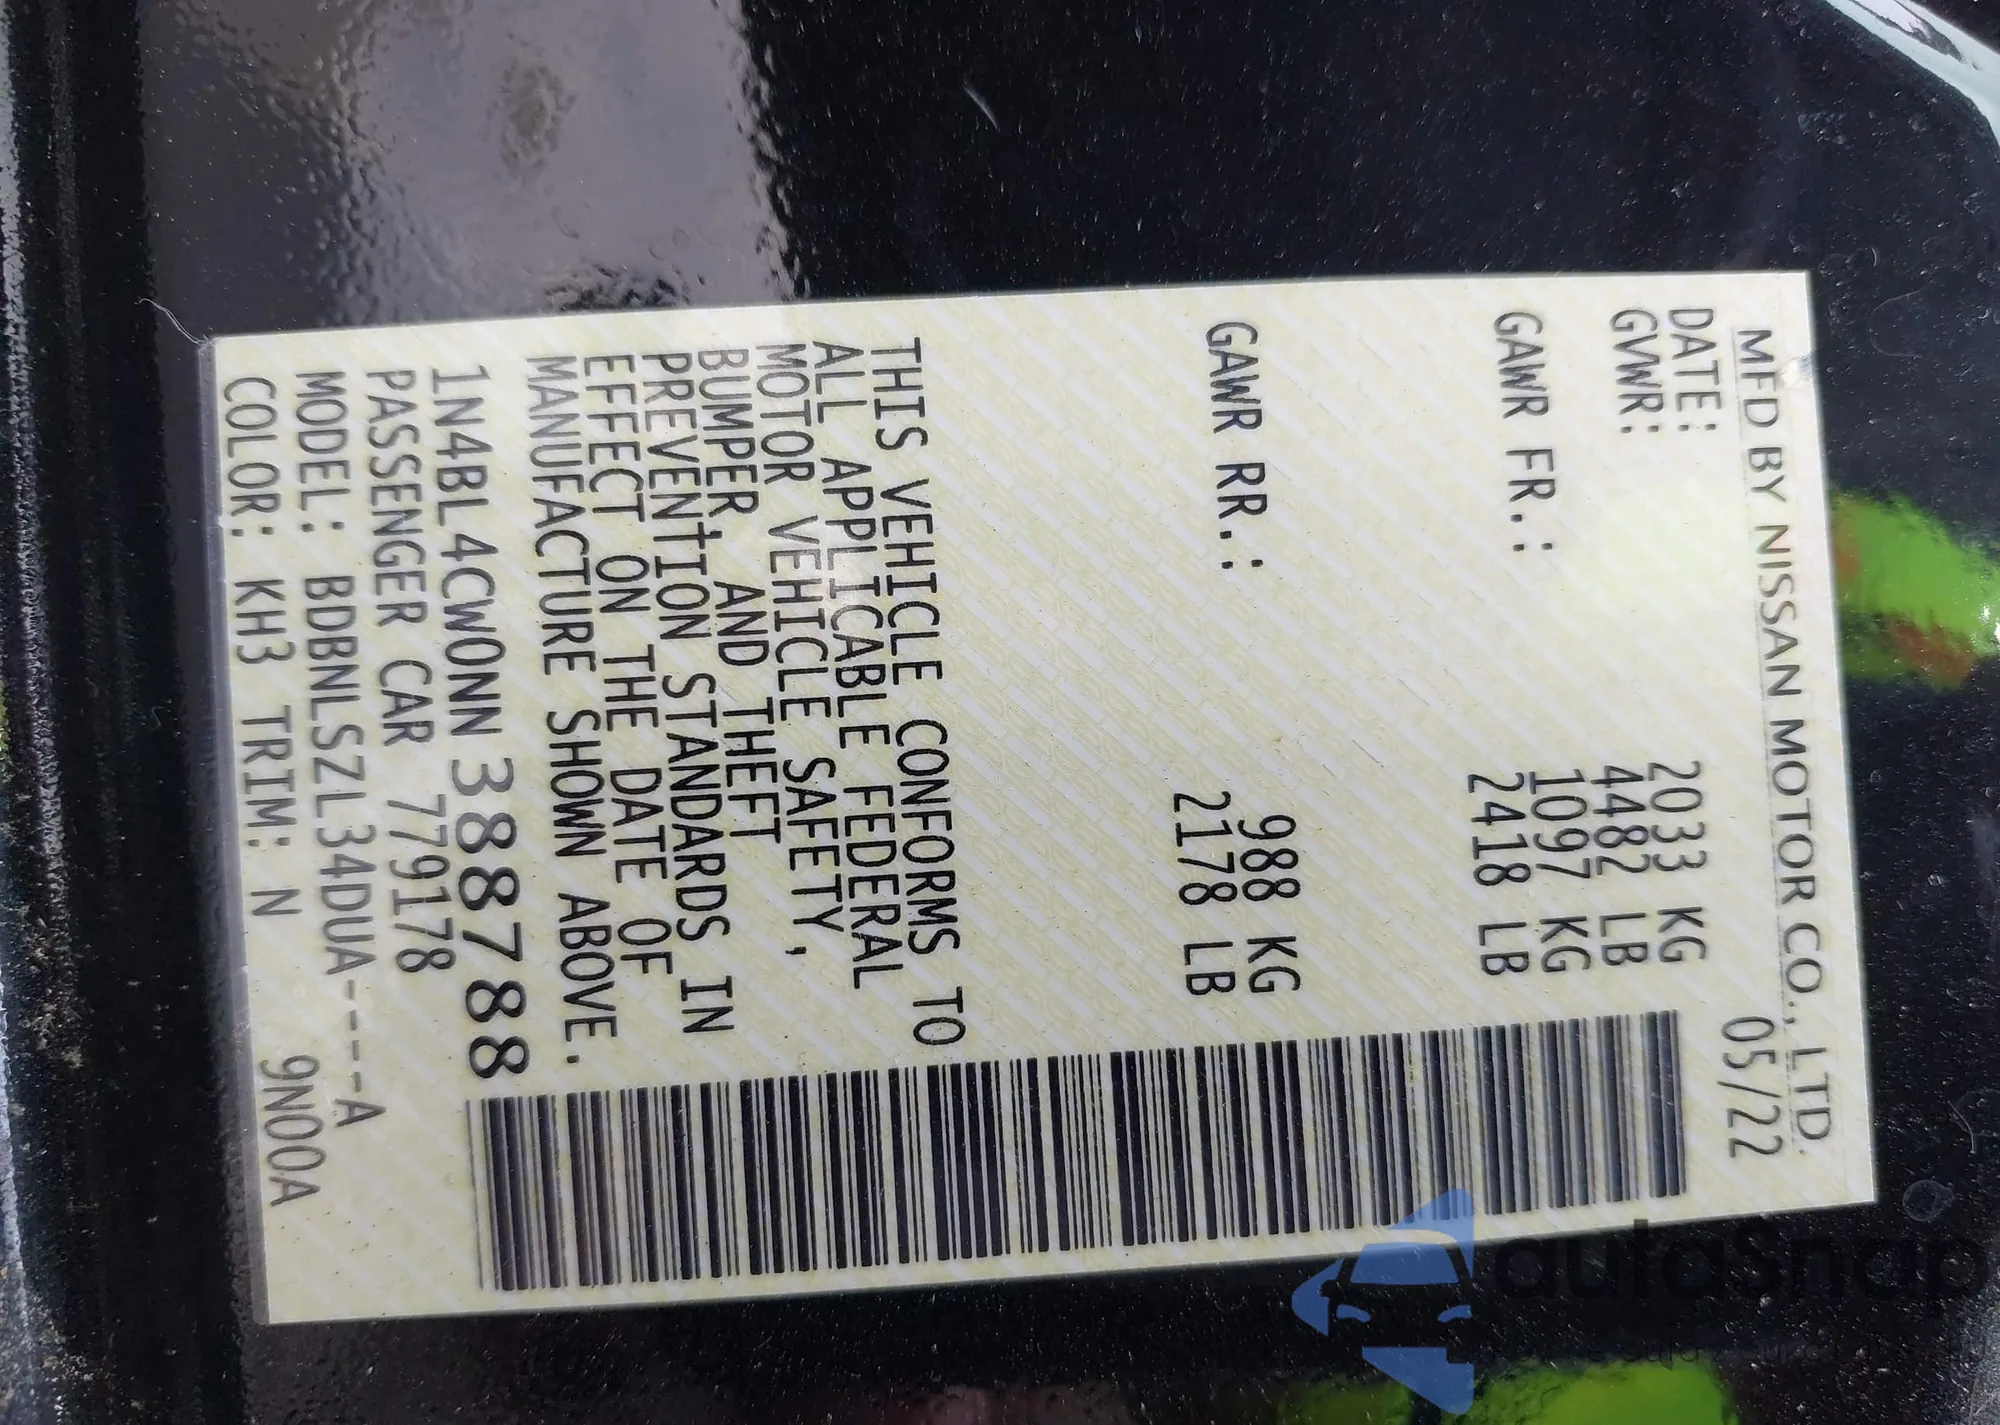 MFD BY NISSAN MOTOR CO., LTD.
DATE: 05/22
GVWR: 2033 KG
4482 LB
GAWR FR.: 1097 KG
2418 LB
GAWR RR.: 988 KG
2178 LB
THIS VEHICLE CONFORMS TO
ALL APPLICABLE FEDERAL
MOTOR VEHICLE SAFETY,
BUMPER, AND THEFT
PREVENTION STANDARDS IN
EFFECT ON THE DATE OF
MANUFACTURE SHOWN ABOVE.
1N4BL4CW0NN388788
PASSENGER CAR 779178
MODEL: BDBNLSZL34DUA----A
COLOR: KH3 TRIM: N 9N00A
autaSnap